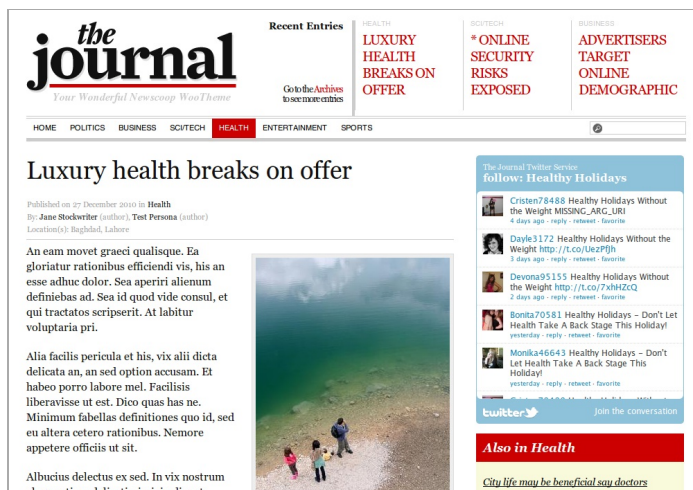 the
journal
Your Wonderful Newscoop WooTheme
Recent Entries
Go to the Archives
to see more entries
HEALTH
LUXURY
HEALTH
BREAKS ON
OFFER
SCI/TECH
* ONLINE
SECURITY
RISKS
EXPOSED
BUSINESS
ADVERTISERS
TARGET
ONLINE
DEMOGRAPHIC
HOME POLITICS BUSINESS SCI/TECH HEALTH ENTERTAINMENT SPORTS
Luxury health breaks on offer
Published on 27 December 2010 in Health
By: Jane Stockwriter (author), Test Persona (author)
Location(s): Baghdad, Lahore
An eam movet graeci qualisque. Ea
gloriatur rationibus efficiendi vis, his an
esse adhuc dolor. Sea aperiri alienum
definiebas ad. Sea id quod vide consul, et
qui tractatos scripserit. At labitur
voluptaria pri.
Alia facilis pericula et his, vix alii dicta
delicata an, an sed option accusam. Et
habeo porro labore mel. Facilisis
liberavisse ut est. Dico quas has ne.
Minimum fabellas definitiones quo id, sed
eu altera cetero rationibus. Nemore
appetere officiis ut sit.
Albucius delectus ex sed. In vix nostrum
The Journal Twitter Service
follow: Healthy Holidays
Cristen78488 Healthy Holidays Without
the Weight MISSING_ARG_URI
4 days ago · reply · retweet · favorite
Dayle3172 Healthy Holidays Without the
Weight http://t.co/UezPfJh
3 days ago · reply · retweet · favorite
Devona95155 Healthy Holidays Without
the Weight http://t.co/7xhHZcQ
2 days ago · reply · retweet · favorite
Bonita70581 Healthy Holidays – Don't Let
Health Take A Back Stage This Holiday!
yesterday · reply · retweet · favorite
Monika46643 Healthy Holidays – Don't
Let Health Take A Back Stage This
Holiday!
yesterday · reply · retweet · favorite
twitter
Join the conversation
Also in Health
City life may be beneficial say doctors